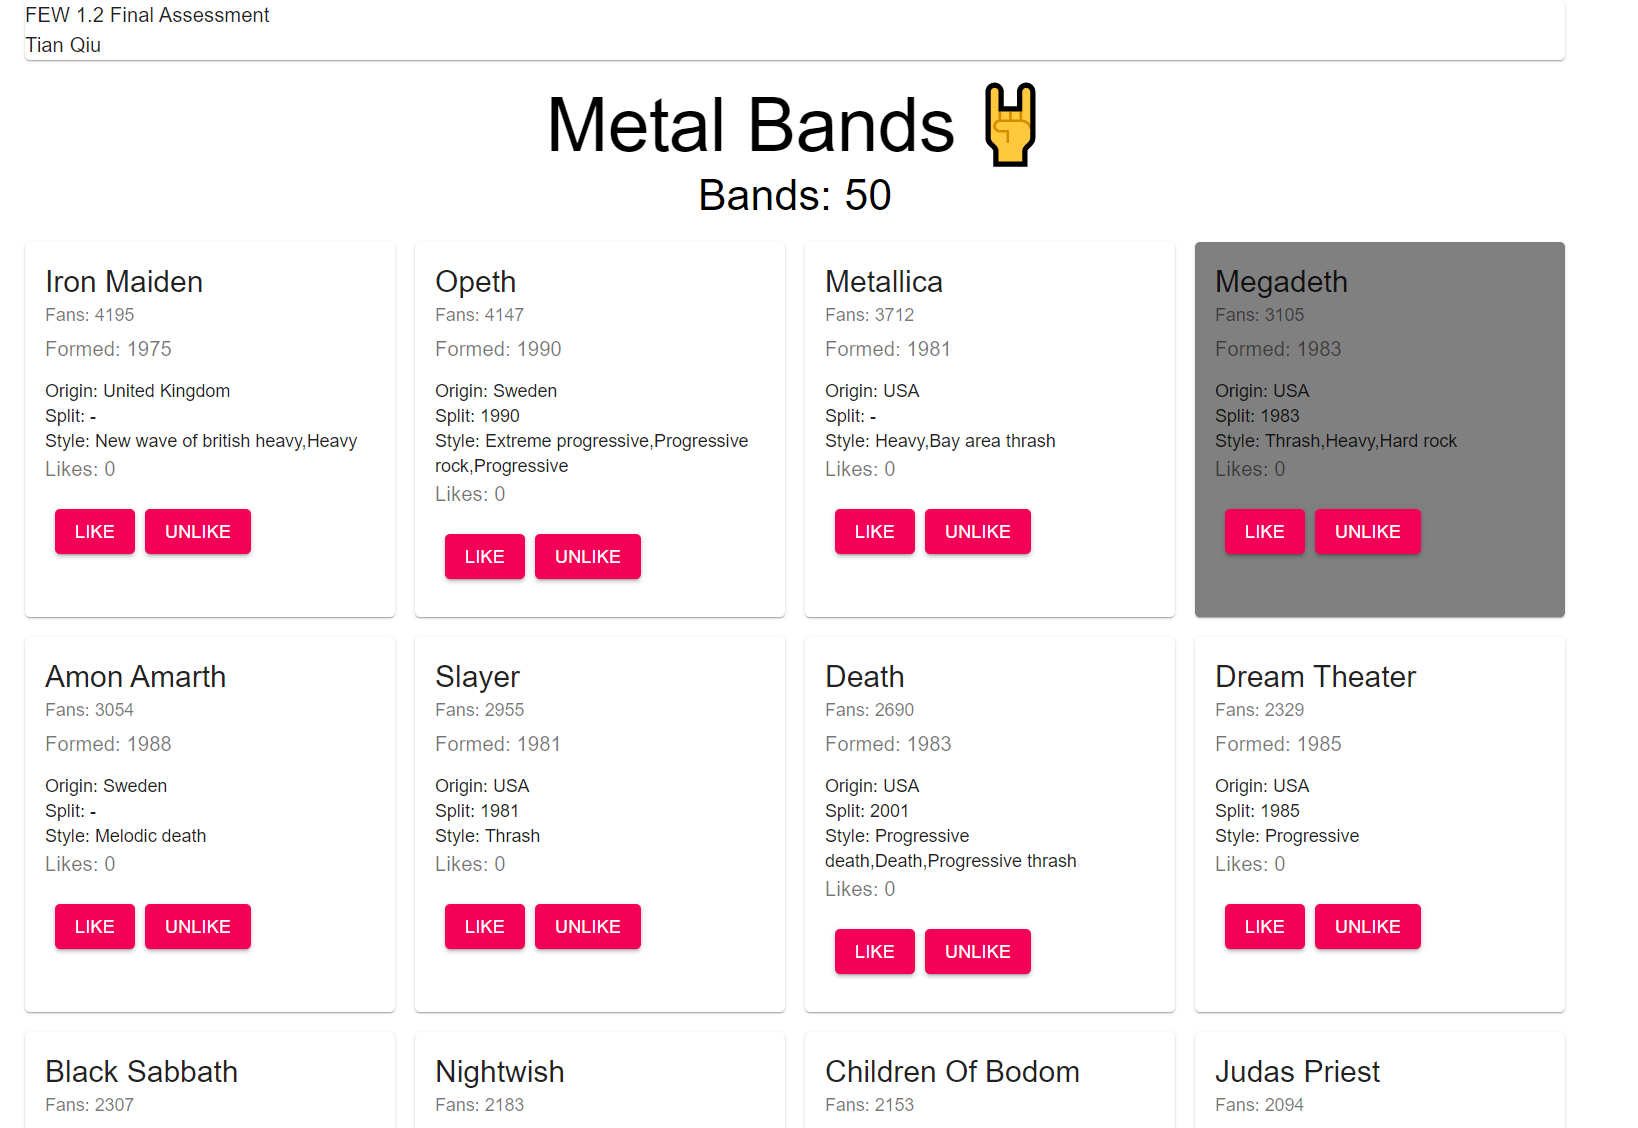 FEW 1.2 Final Assessment
Tian Qiu
Metal Bands 🤘
Bands: 50
Iron Maiden
Fans: 4195
Formed: 1975
Origin: United Kingdom
Split: -
Style: New wave of british heavy,Heavy
Likes: 0
LIKE UNLIKE
Opeth
Fans: 4147
Formed: 1990
Origin: Sweden
Split: 1990
Style: Extreme progressive,Progressive
rock,Progressive
Likes: 0
LIKE UNLIKE
Metallica
Fans: 3712
Formed: 1981
Origin: USA
Split: -
Style: Heavy,Bay area thrash
Likes: 0
LIKE UNLIKE
Megadeth
Fans: 3105
Formed: 1983
Origin: USA
Split: 1983
Style: Thrash,Heavy,Hard rock
Likes: 0
LIKE UNLIKE
Amon Amarth
Fans: 3054
Formed: 1988
Origin: Sweden
Split: -
Style: Melodic death
Likes: 0
LIKE UNLIKE
Slayer
Fans: 2955
Formed: 1981
Origin: USA
Split: 1981
Style: Thrash
Likes: 0
LIKE UNLIKE
Death
Fans: 2690
Formed: 1983
Origin: USA
Split: 2001
Style: Progressive
death,Death,Progressive thrash
Likes: 0
LIKE UNLIKE
Dream Theater
Fans: 2329
Formed: 1985
Origin: USA
Split: 1985
Style: Progressive
Likes: 0
LIKE UNLIKE
Black Sabbath
Fans: 2307
Nightwish
Fans: 2183
Children Of Bodom
Fans: 2153
Judas Priest
Fans: 2094